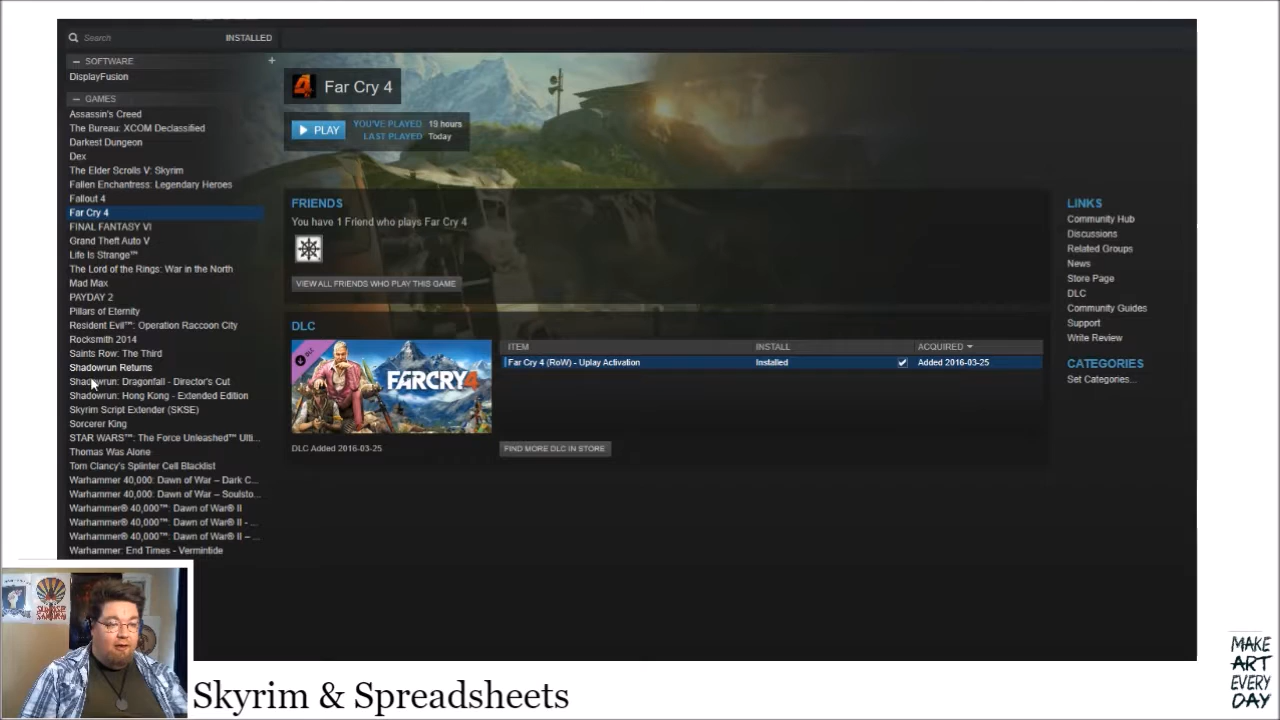 Search
INSTALLED
SOFTWARE
DisplayFusion
GAMES
Assassin's Creed
The Bureau: XCOM Declassified
Darkest Dungeon
Dex
The Elder Scrolls V: Skyrim
Fallen Enchantress: Legendary Heroes
Fallout 4
Far Cry 4
FINAL FANTASY VI
Grand Theft Auto V
Life Is Strange™
The Lord of the Rings: War in the North
Mad Max
PAYDAY 2
Pillars of Eternity
Resident Evil™: Operation Raccoon City
Rocksmith 2014
Saints Row: The Third
Shadowrun Returns
Shadowrun: Dragonfall - Director's Cut
Shadowrun: Hong Kong - Extended Edition
Skyrim Script Extender (SKSE)
Sorcerer King
STAR WARS™: The Force Unleashed™ Ulti...
Thomas Was Alone
Tom Clancy's Splinter Cell Blacklist
Warhammer 40,000: Dawn of War – Dark C...
Warhammer 40,000: Dawn of War – Soulsto...
Warhammer® 40,000™: Dawn of War® II
Warhammer® 40,000™: Dawn of War® II - ...
Warhammer® 40,000™: Dawn of War® II – ...
Warhammer: End Times - Vermintide
4 Far Cry 4
PLAY
YOU'VE PLAYED 19 hours
LAST PLAYED Today
FRIENDS
You have 1 Friend who plays Far Cry 4
VIEW ALL FRIENDS WHO PLAY THIS GAME
DLC
DLC
FARCRY4
DLC Added 2016-03-25
ITEM INSTALL ACQUIRED
Far Cry 4 (RoW) - Uplay Activation Installed Added 2016-03-25
FIND MORE DLC IN STORE
LINKS
Community Hub
Discussions
Related Groups
News
Store Page
DLC
Community Guides
Support
Write Review
CATEGORIES
Set Categories...
Skyrim & Spreadsheets
MAKE
ART
EVERY
DAY